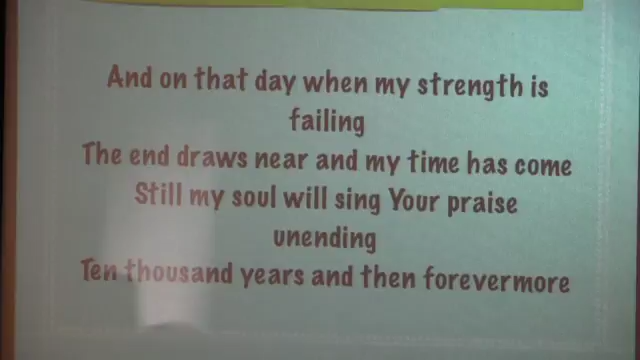 And on that day when my strength is
failing
The end draws near and my time has come
Still my soul will sing Your praise
unending
Ten thousand years and then forevermore